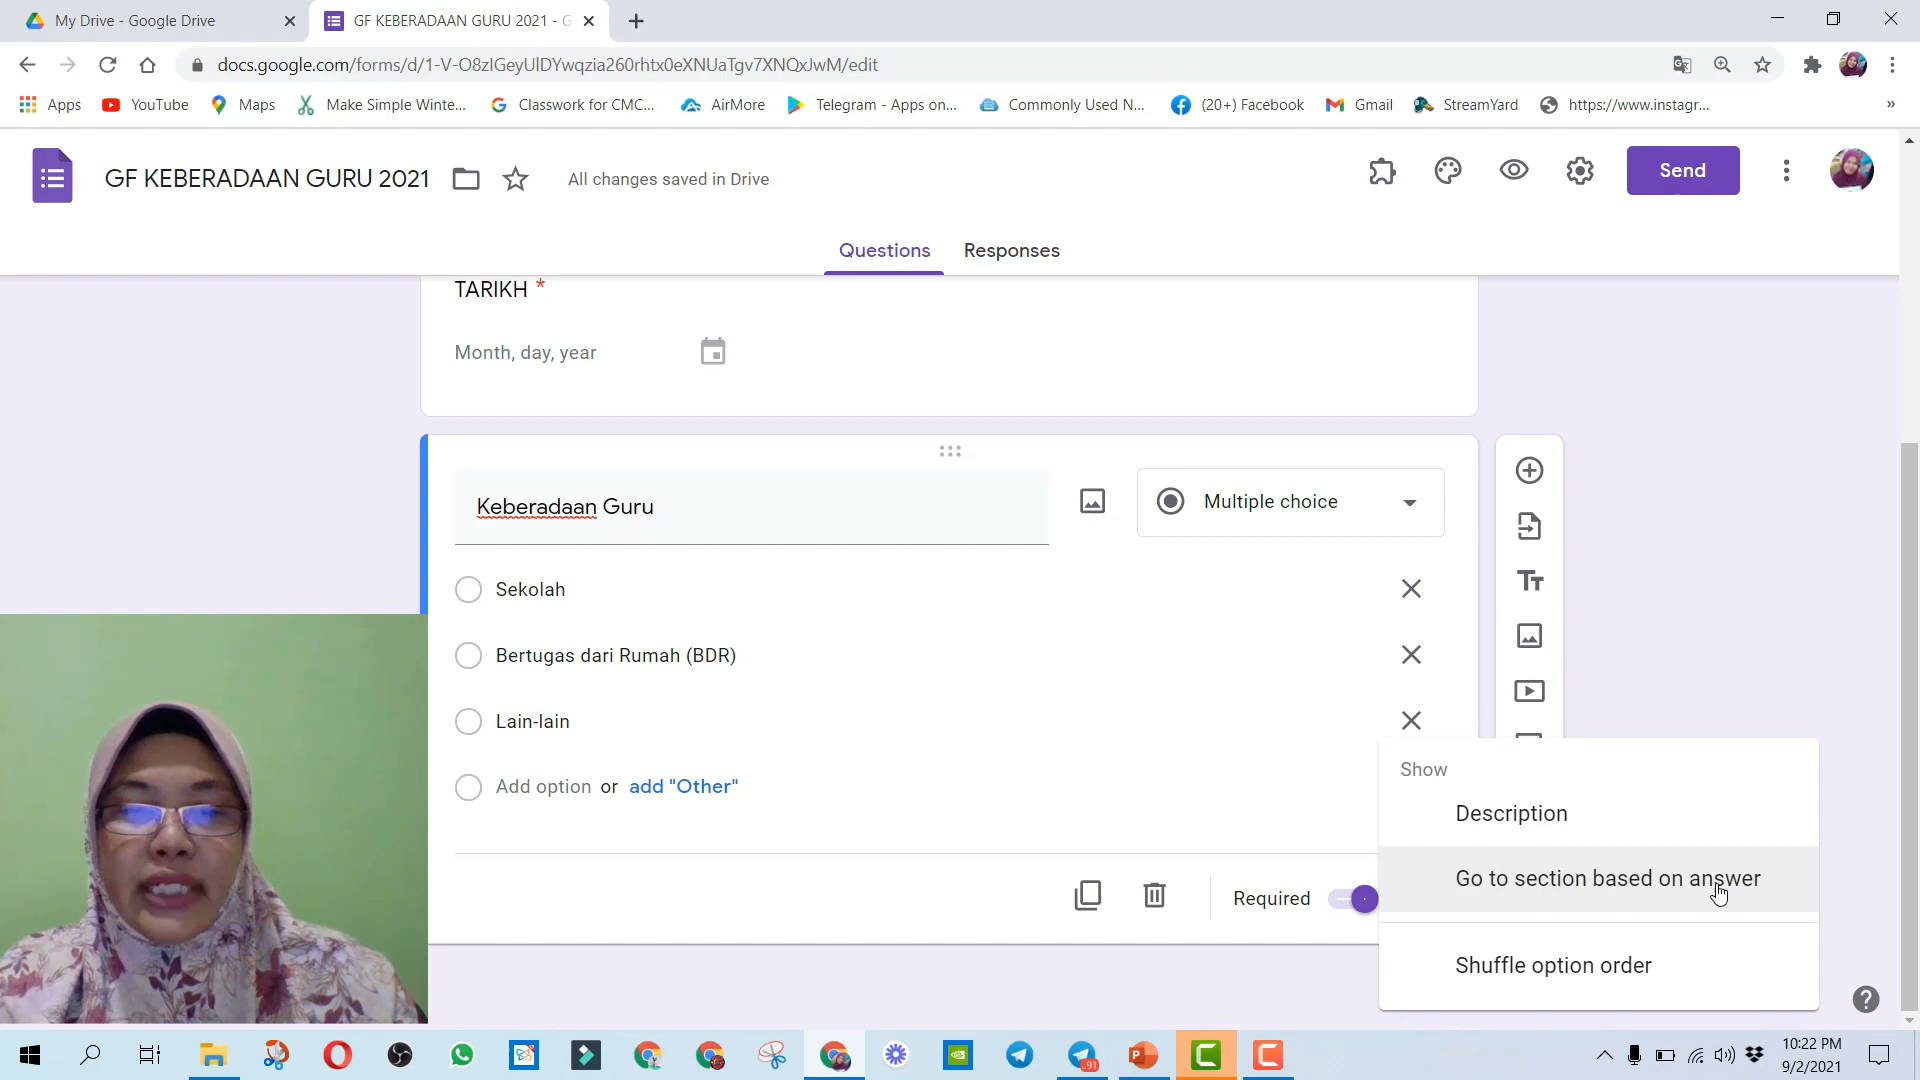 My Drive - Google Drive
GF KEBERADAAN GURU 2021 - G
docs.google.com/forms/d/1-V-O8zIGeyUlDYwqzia260rhtx0eXNUaTgv7XNQxJwM/edit
Apps
YouTube
Maps
Make Simple Winte...
Classwork for CMC...
AirMore
Telegram - Apps on...
Commonly Used N...
(20+) Facebook
Gmail
StreamYard
https://www.instagr...
»
GF KEBERADAAN GURU 2021
All changes saved in Drive
Send
Questions
Responses
TARIKH *
Month, day, year
Keberadaan Guru
Multiple choice
Sekolah
Bertugas dari Rumah (BDR)
Lain-lain
Add option or add "Other"
Required
Show
Description
Go to section based on answer
Shuffle option order
91
10:22 PM
9/2/2021